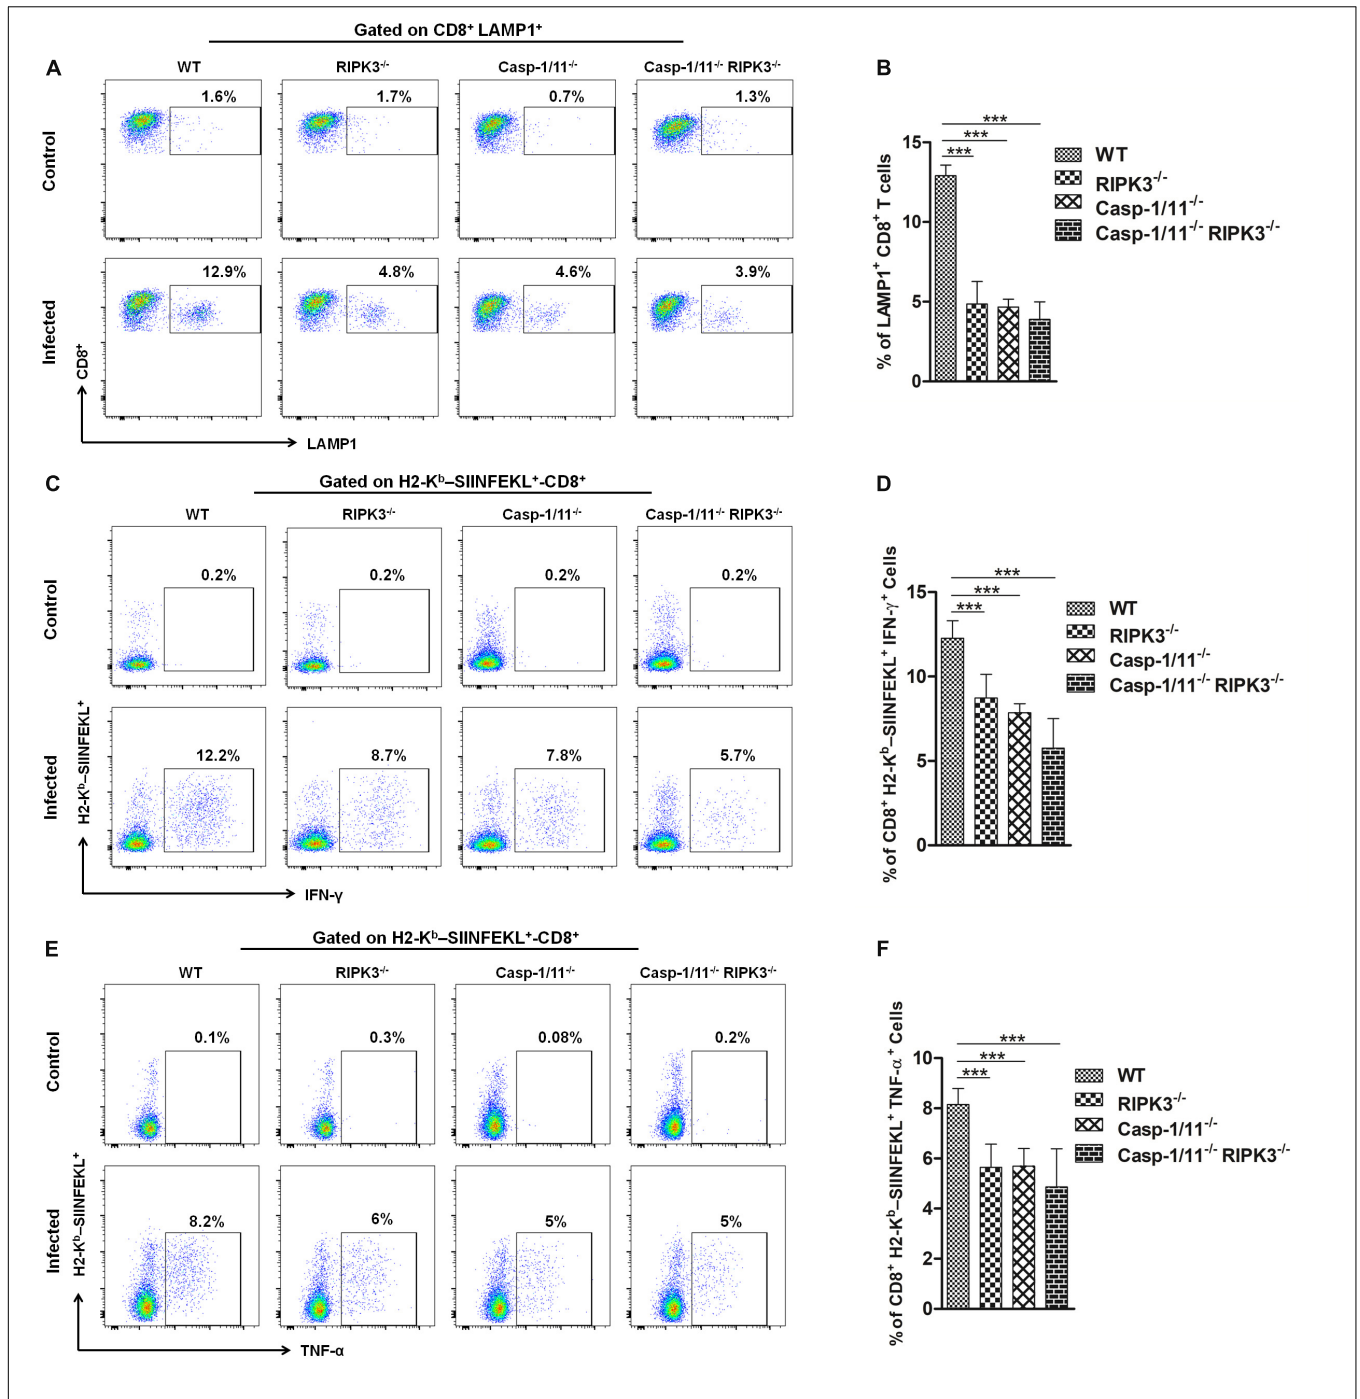 Gated on CD8⁺ LAMP1⁺
A
WT
RIPK3⁻/⁻
Casp-1/11⁻/⁻
Casp-1/11⁻/⁻ RIPK3⁻/⁻
Control
1.6%
1.7%
0.7%
1.3%
Infected
12.9%
4.8%
4.6%
3.9%
CD8⁺
LAMP1
B
% of LAMP1⁺ CD8⁺ T cells
***
***
***
15
10
5
0
WT
RIPK3⁻/⁻
Casp-1/11⁻/⁻
Casp-1/11⁻/⁻ RIPK3⁻/⁻
C
Gated on H2-Kᵇ–SIINFEKL⁺-CD8⁺
WT
RIPK3⁻/⁻
Casp-1/11⁻/⁻
Casp-1/11⁻/⁻ RIPK3⁻/⁻
Control
0.2%
0.2%
0.2%
0.2%
Infected
12.2%
8.7%
7.8%
5.7%
H2-Kᵇ–SIINFEKL⁺
IFN-γ
D
% of CD8⁺ H2-Kᵇ–SIINFEKL⁺ IFN-γ⁺ Cells
***
***
***
15
10
5
0
WT
RIPK3⁻/⁻
Casp-1/11⁻/⁻
Casp-1/11⁻/⁻ RIPK3⁻/⁻
E
Gated on H2-Kᵇ–SIINFEKL⁺-CD8⁺
WT
RIPK3⁻/⁻
Casp-1/11⁻/⁻
Casp-1/11⁻/⁻ RIPK3⁻/⁻
Control
0.1%
0.3%
0.08%
0.2%
Infected
8.2%
6%
5%
5%
H2-Kᵇ–SIINFEKL⁺
TNF-α
F
% of CD8⁺ H2-Kᵇ–SIINFEKL⁺ TNF-α⁺ Cells
***
***
***
10
8
6
4
2
0
WT
RIPK3⁻/⁻
Casp-1/11⁻/⁻
Casp-1/11⁻/⁻ RIPK3⁻/⁻